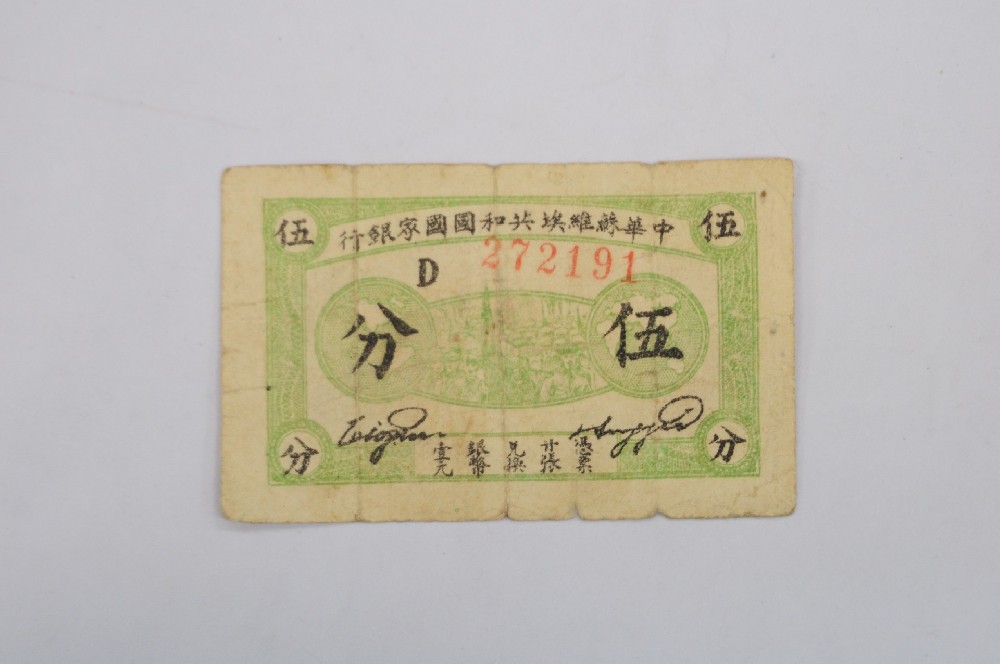 中華蘇維埃共和國國家銀行
伍
伍
D
272191
伍分
憑票
計張
兌換
銀幣
壹元
分
分